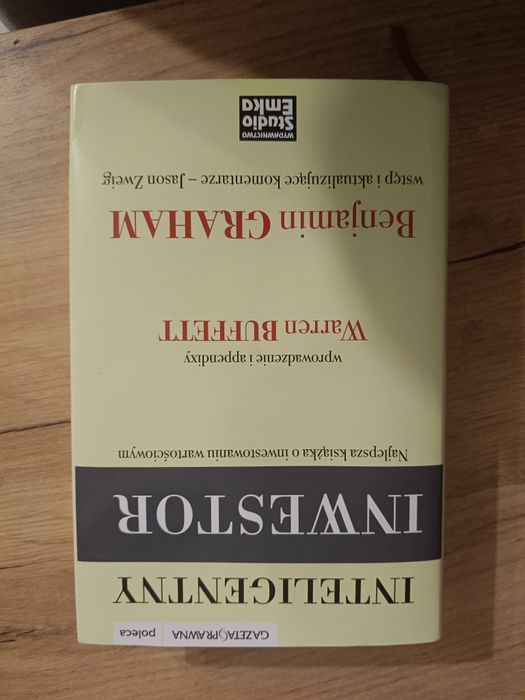 GAZETA PRAWNA poleca
INTELIGENTNY
INWESTOR
Najlepsza książka o inwestowaniu wartościowym
wprowadzenie i appendixy
Warren BUFFETT
Benjamin GRAHAM
wstęp i aktualizujące komentarze – Jason Zweig
WYDAWNICTWO
Studio
Emka